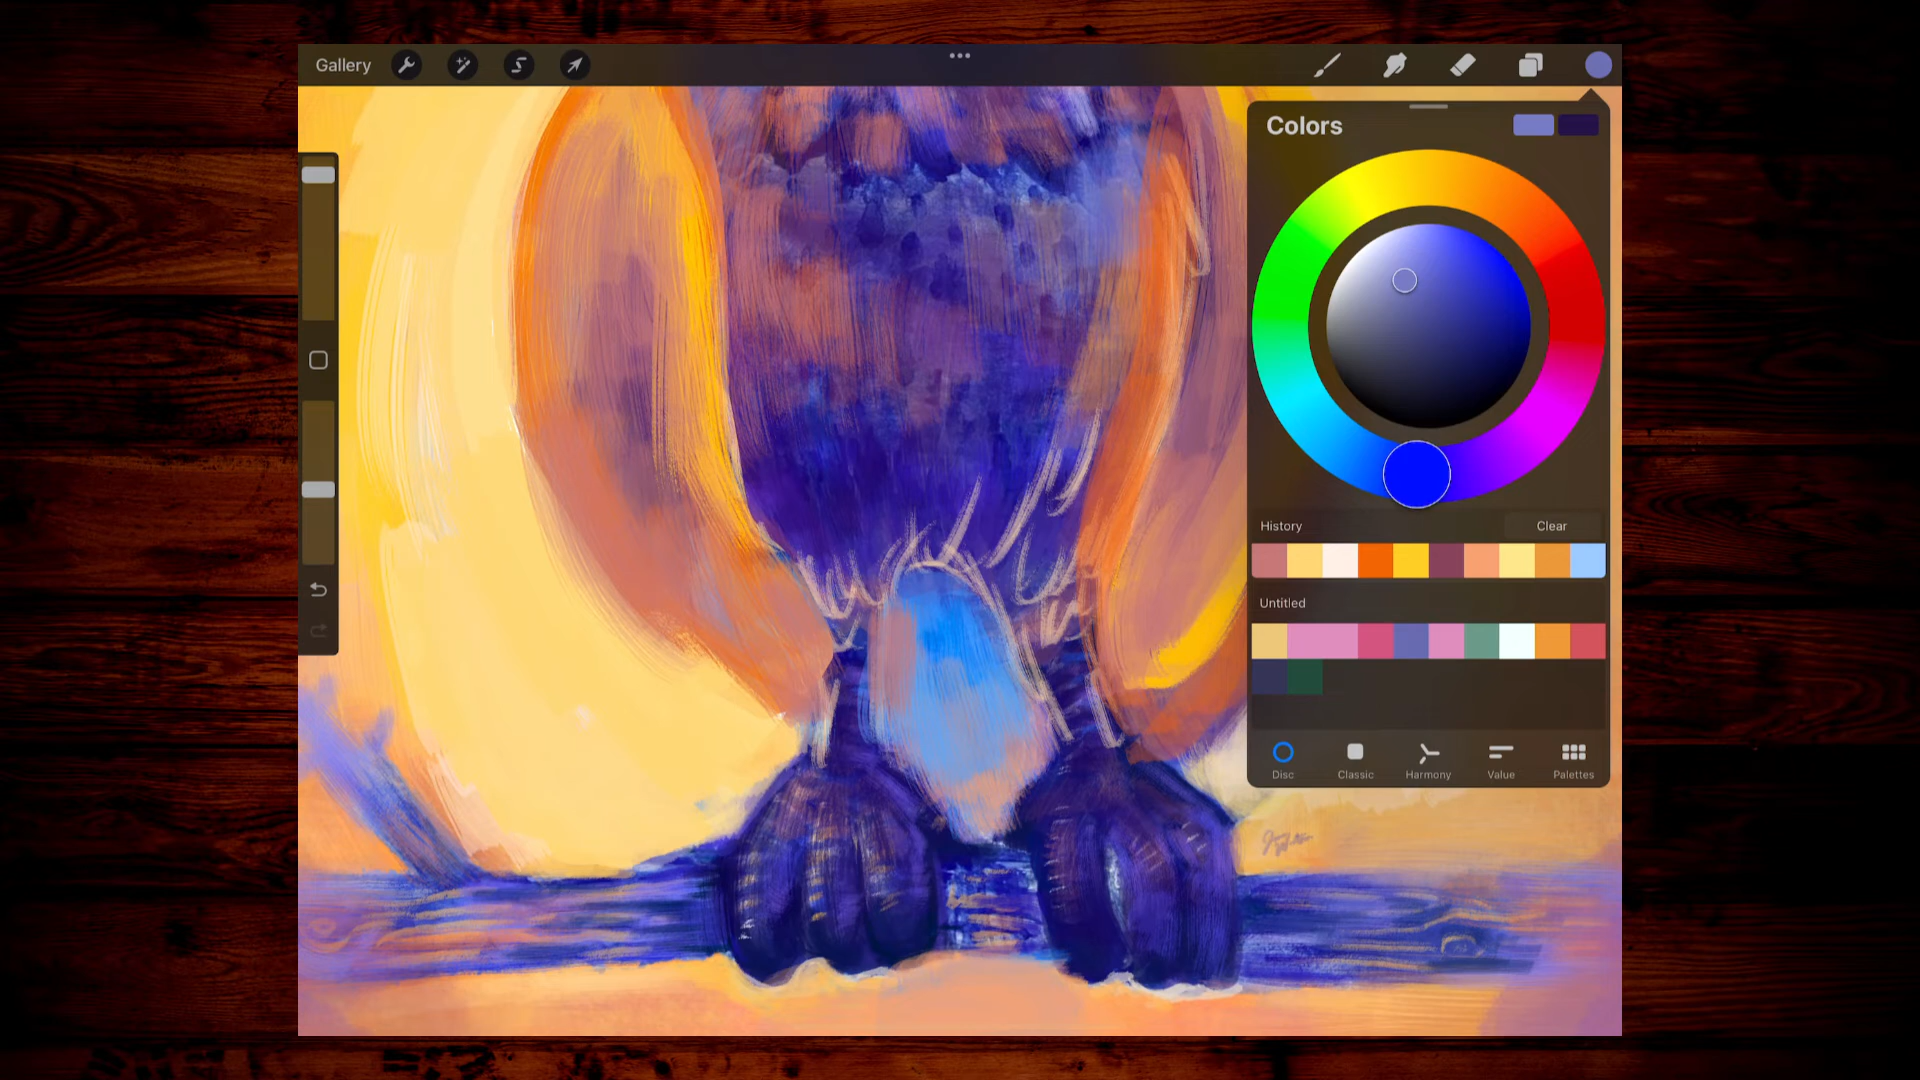 Gallery
Colors
History
Clear
Untitled
Disc
Classic
Harmony
Value
Palettes